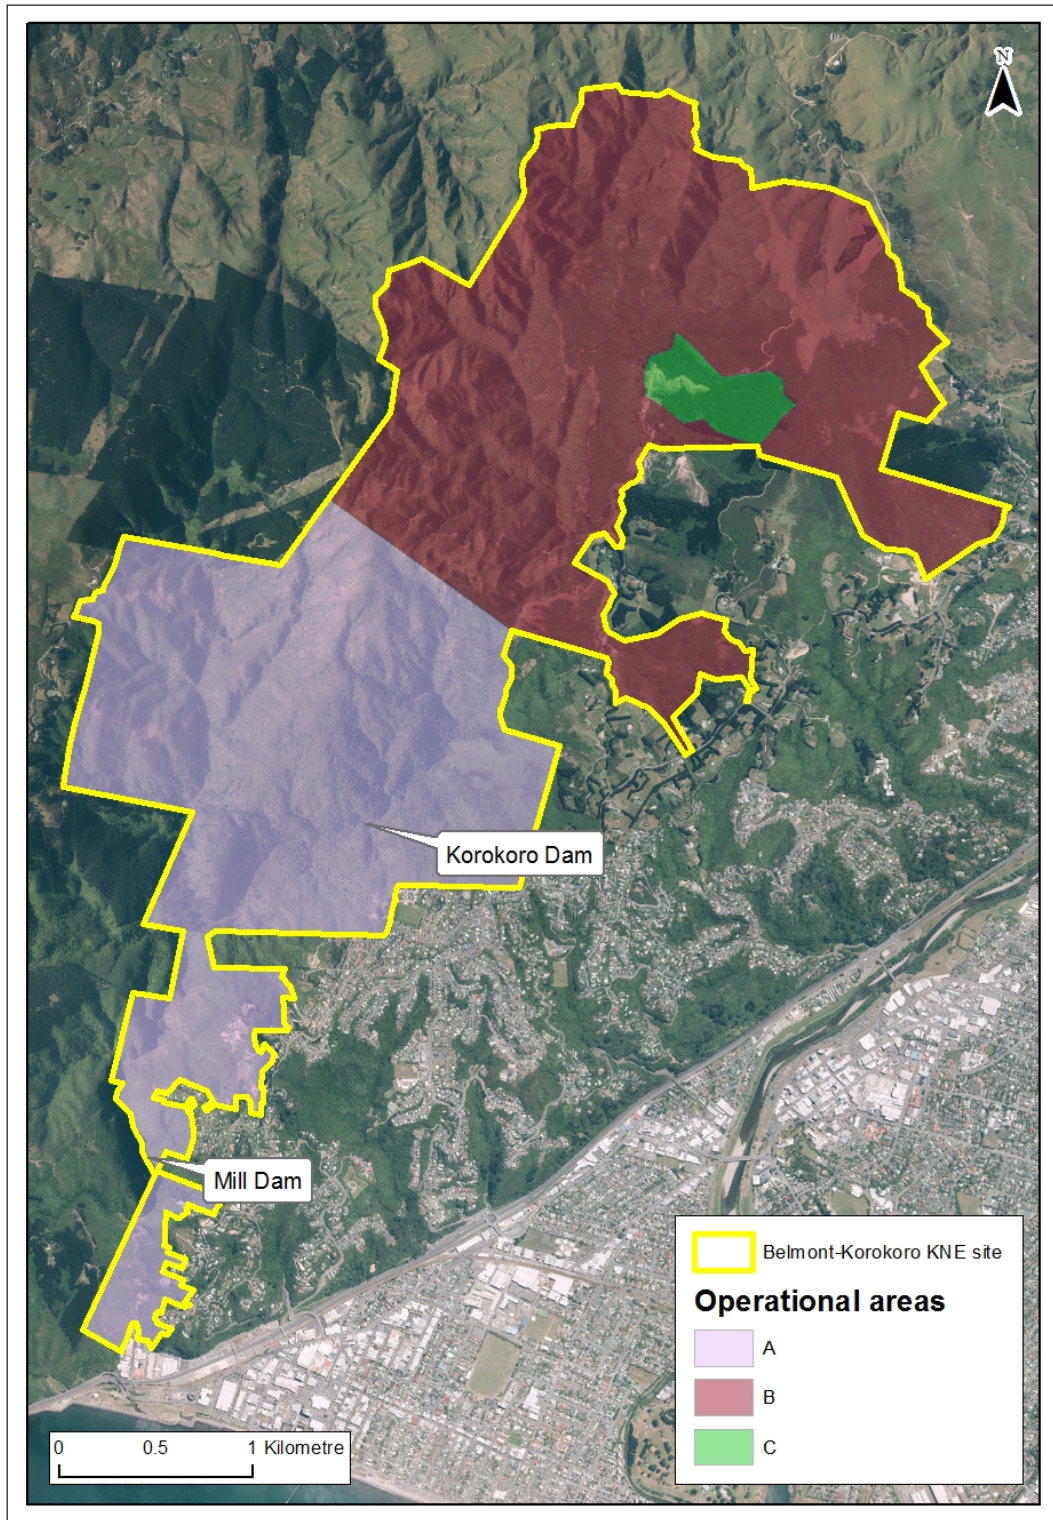 N
Korokoro Dam
Mill Dam
Belmont-Korokoro KNE site
Operational areas
A
B
C
0 0.5 1 Kilometre